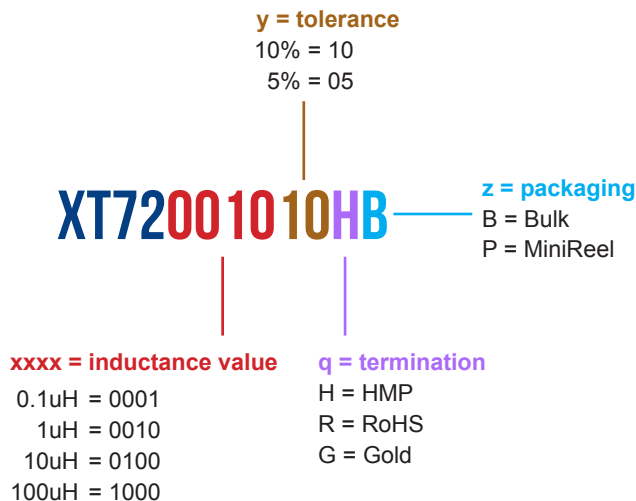 y = tolerance
10% = 10
5% = 05
XT7200101OHB
z = packaging
B = Bulk
P = MiniReel
xxxx = inductance value
0.1uH = 0001
1uH = 0010
10uH = 0100
100uH = 1000
q = termination
H = HMP
R = RoHS
G = Gold